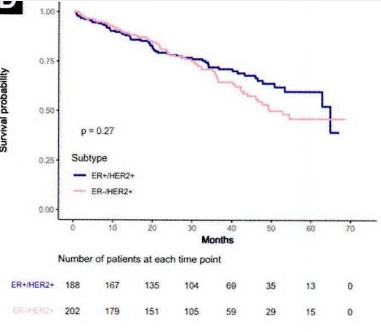 D
1.00
0.75
0.50
0.25
0.00
Survival probability
p = 0.27
Subtype
ER+/HER2+
ER-/HER2+
0 10 20 30 40 50 60 70
Months
Number of patients at each time point
ER+/HER2+ 188 167 135 104 69 35 13 0
ER-/HER2+ 202 179 151 105 59 29 15 0